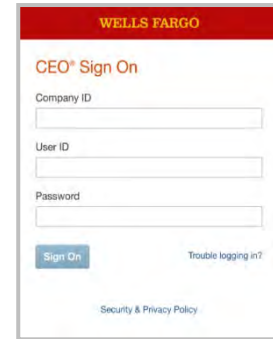 WELLS FARGO
CEO® Sign On
Company ID
User ID
Password
Sign On
Trouble logging in?
Security & Privacy Policy